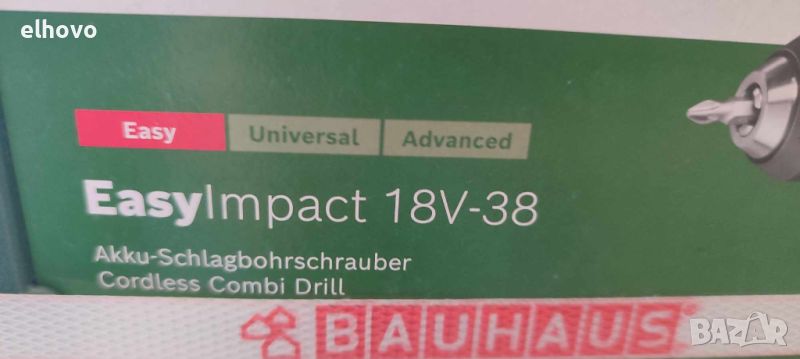 elhovo
Easy Universal Advanced
EasyImpact 18V-38
Akku-Schlagbohrschrauber
Cordless Combi Drill
BAUHAUS
BAZAR